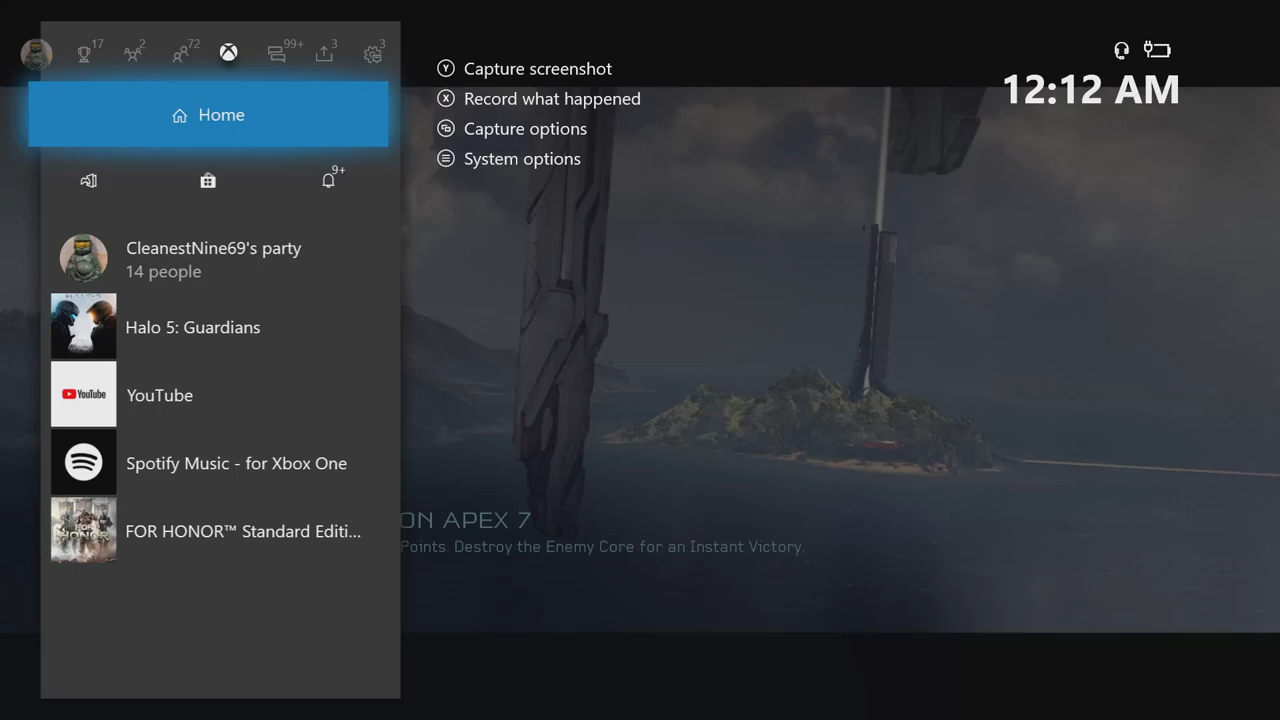 17
2
72
99+
3
3
Home
9+
CleanestNine69's party
14 people
Halo 5: Guardians
YouTube
YouTube
Spotify Music - for Xbox One
FOR HONOR™ Standard Editi...
FOR HONOR
Y Capture screenshot
X Record what happened
Capture options
System options
12:12 AM
ON APEX 7
Points. Destroy the Enemy Core for an Instant Victory.